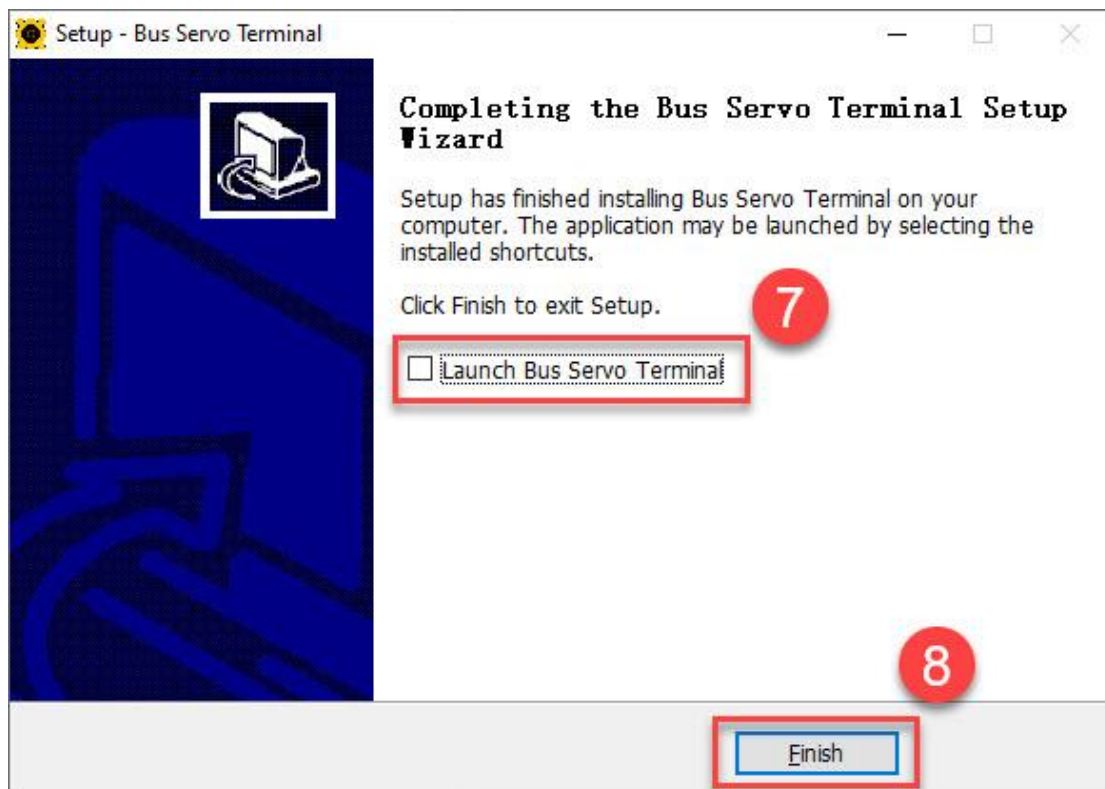 Setup - Bus Servo Terminal
Completing the Bus Servo Terminal Setup
Wizard
Setup has finished installing Bus Servo Terminal on your
computer. The application may be launched by selecting the
installed shortcuts.
Click Finish to exit Setup.
7
Launch Bus Servo Terminal
8
Finish